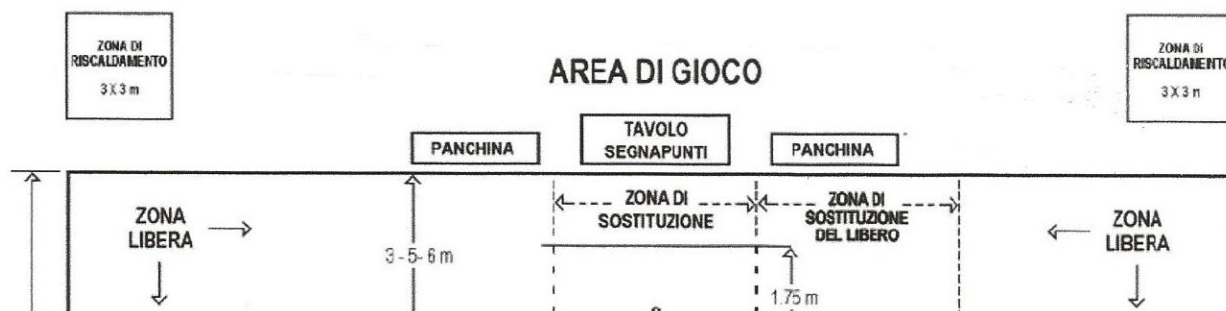 ZONA DI
RISCALDAMENTO
3 X 3 m
AREA DI GIOCO
ZONA DI
RISCALDAMENTO
3 X 3 m
PANCHINA
TAVOLO
SEGNAPUNTI
PANCHINA
ZONA
LIBERA
3 - 5 - 6 m
ZONA DI
SOSTITUZIONE
ZONA DI
SOSTITUZIONE
DEL LIBERO
1.75 m
ZONA
LIBERA